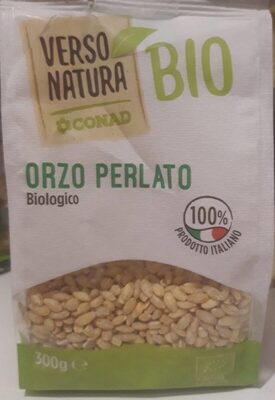 VERSO
NATURA
CONAD
BIO
ORZO PERLATO
Biologico
100%
PRODOTTO ITALIANO
300g